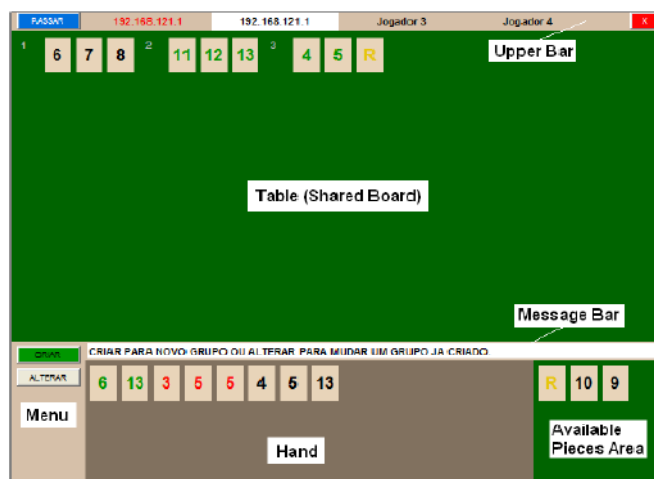 PASSAR 192.168.121.1 192.168.121.1 Jogador 3 Jogador 4 X
Upper Bar
1 6 7 8 2 11 12 13 3 4 5 R
Table (Shared Board)
Message Bar
CRIAR CRIAR PARA NOVO GRUPO OU ALTERAR PARA MUDAR UM GRUPO JA CRIADO
ALTERAR 6 13 3 5 5 4 5 13 R 10 9
Menu
Hand
Available
Pieces Area